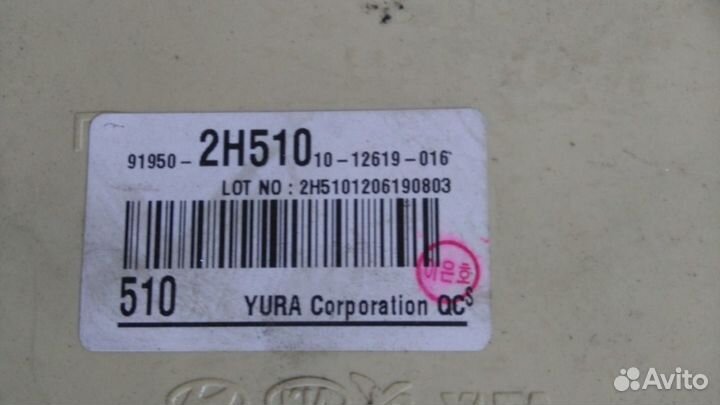 91950- 2H510 10-12619-016
LOT NO : 2H5101206190803
510 YURA Corporation QCS
Avito